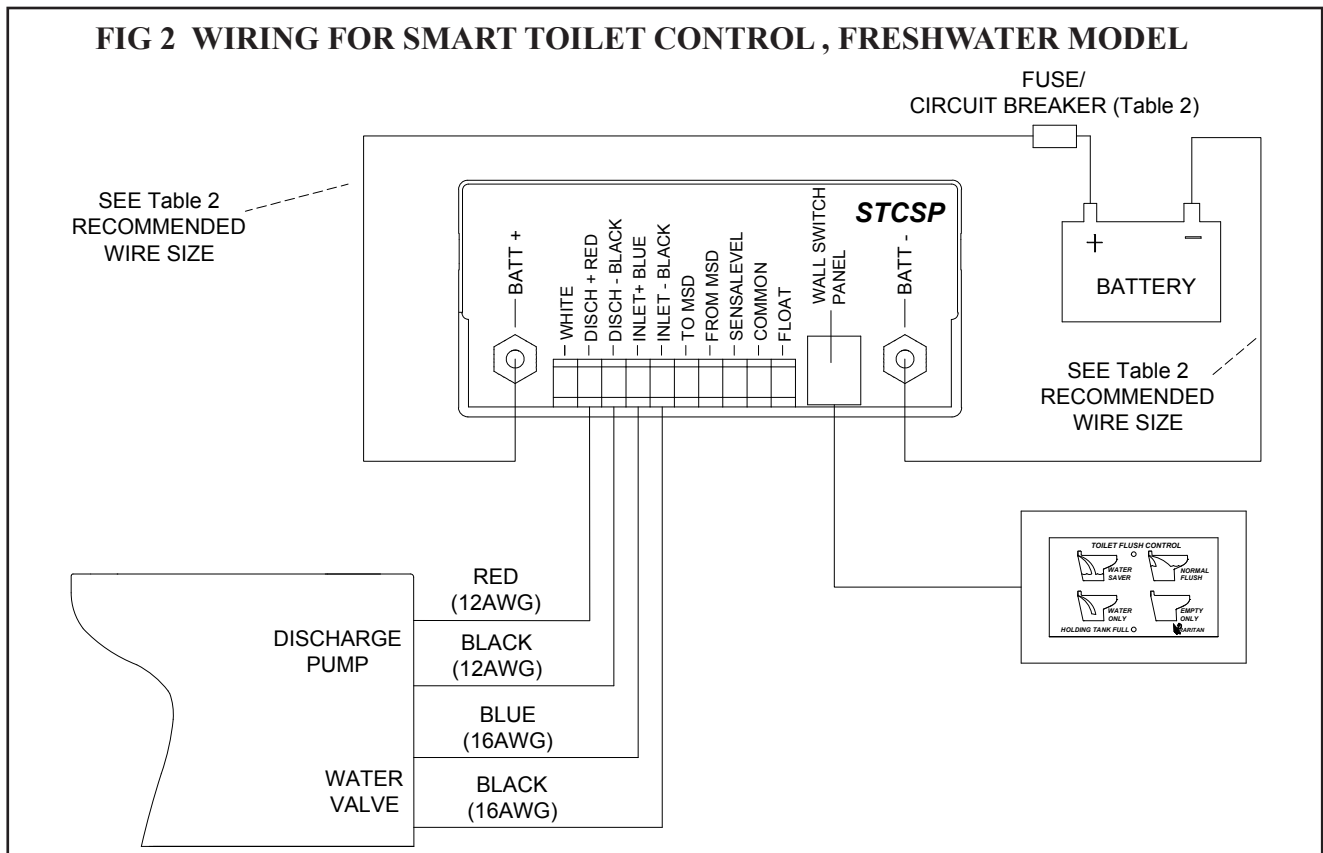 FIG 2 WIRING FOR SMART TOILET CONTROL , FRESHWATER MODEL
FUSE/
CIRCUIT BREAKER (Table 2)
SEE Table 2
RECOMMENDED
WIRE SIZE
STCSP
BATT +
WHITE
DISCH + RED
DISCH - BLACK
INLET+ BLUE
INLET - BLACK
TO MSD
FROM MSD
SENSALEVEL
COMMON
FLOAT
WALL SWITCH
PANEL
BATT -
+ −
BATTERY
SEE Table 2
RECOMMENDED
WIRE SIZE
TOILET FLUSH CONTROL
WATER
SAVER
NORMAL
FLUSH
WATER
ONLY
EMPTY
ONLY
HOLDING TANK FULL
RARITAN
DISCHARGE
PUMP
RED
(12AWG)
BLACK
(12AWG)
WATER
VALVE
BLUE
(16AWG)
BLACK
(16AWG)